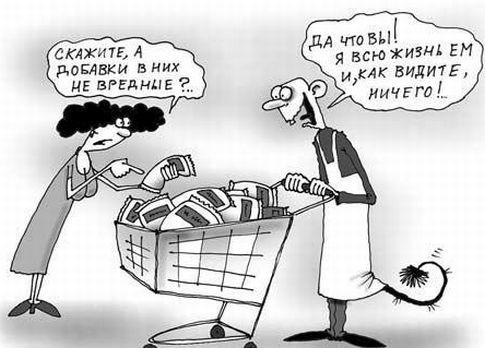 СКАЖИТЕ, А
ДОБАВКИ В НИХ
НЕ ВРЕДНЫЕ?..
ДА ЧТО ВЫ!
Я ВСЮ ЖИЗНЬ ЕМ
И, КАК ВИДИТЕ,
НИЧЕГО!..